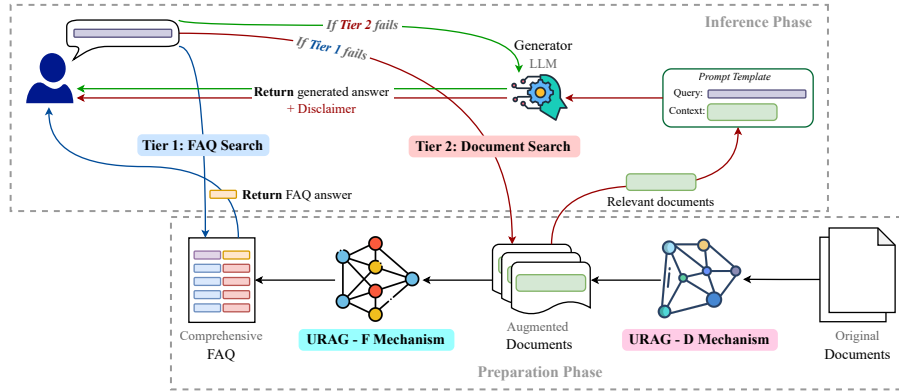 Inference Phase
If Tier 2 fails
If Tier 1 fails
Generator
LLM
Prompt Template
Query:
Context:
Return generated answer
+ Disclaimer
Tier 1: FAQ Search
Tier 2: Document Search
Return FAQ answer
Relevant documents
Comprehensive
FAQ
URAG - F Mechanism
Augmented
Documents
URAG - D Mechanism
Original
Documents
Preparation Phase